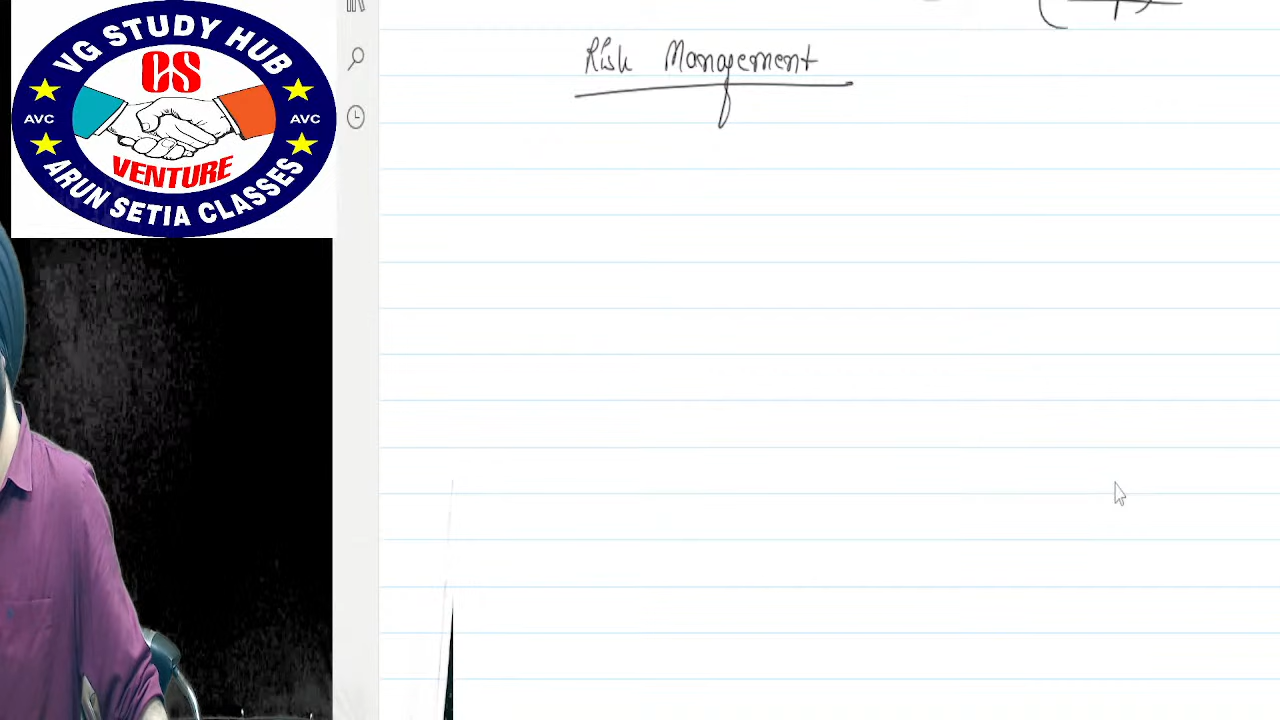 VG STUDY HUB
CS
AVC
AVC
VENTURE
ARUN SETIA CLASSES
Risk Management